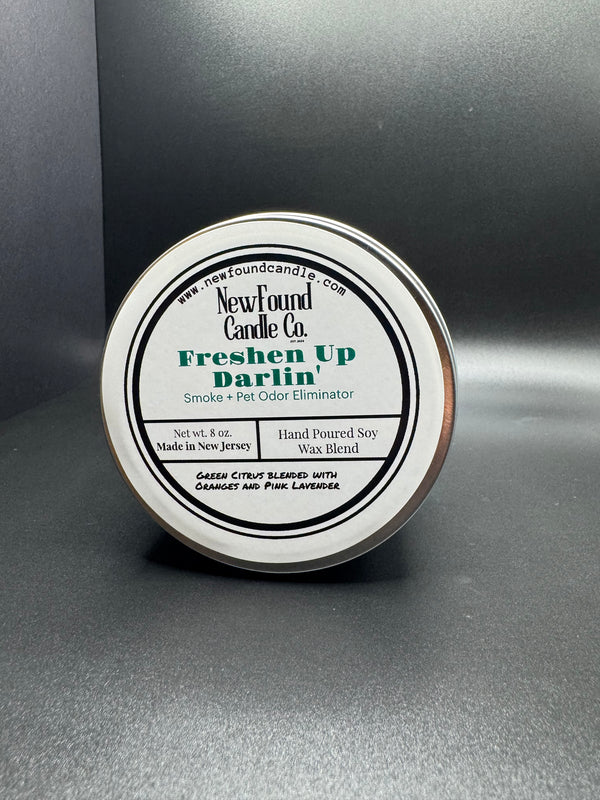 www.newfoundcandle.com
NewFound
Candle Co.
Freshen Up
Darlin'
Smoke + Pet Odor Eliminator
Net wt. 8 oz.
Made in New Jersey
Hand Poured Soy
Wax Blend
Green Citrus blended with
Oranges and Pink Lavender